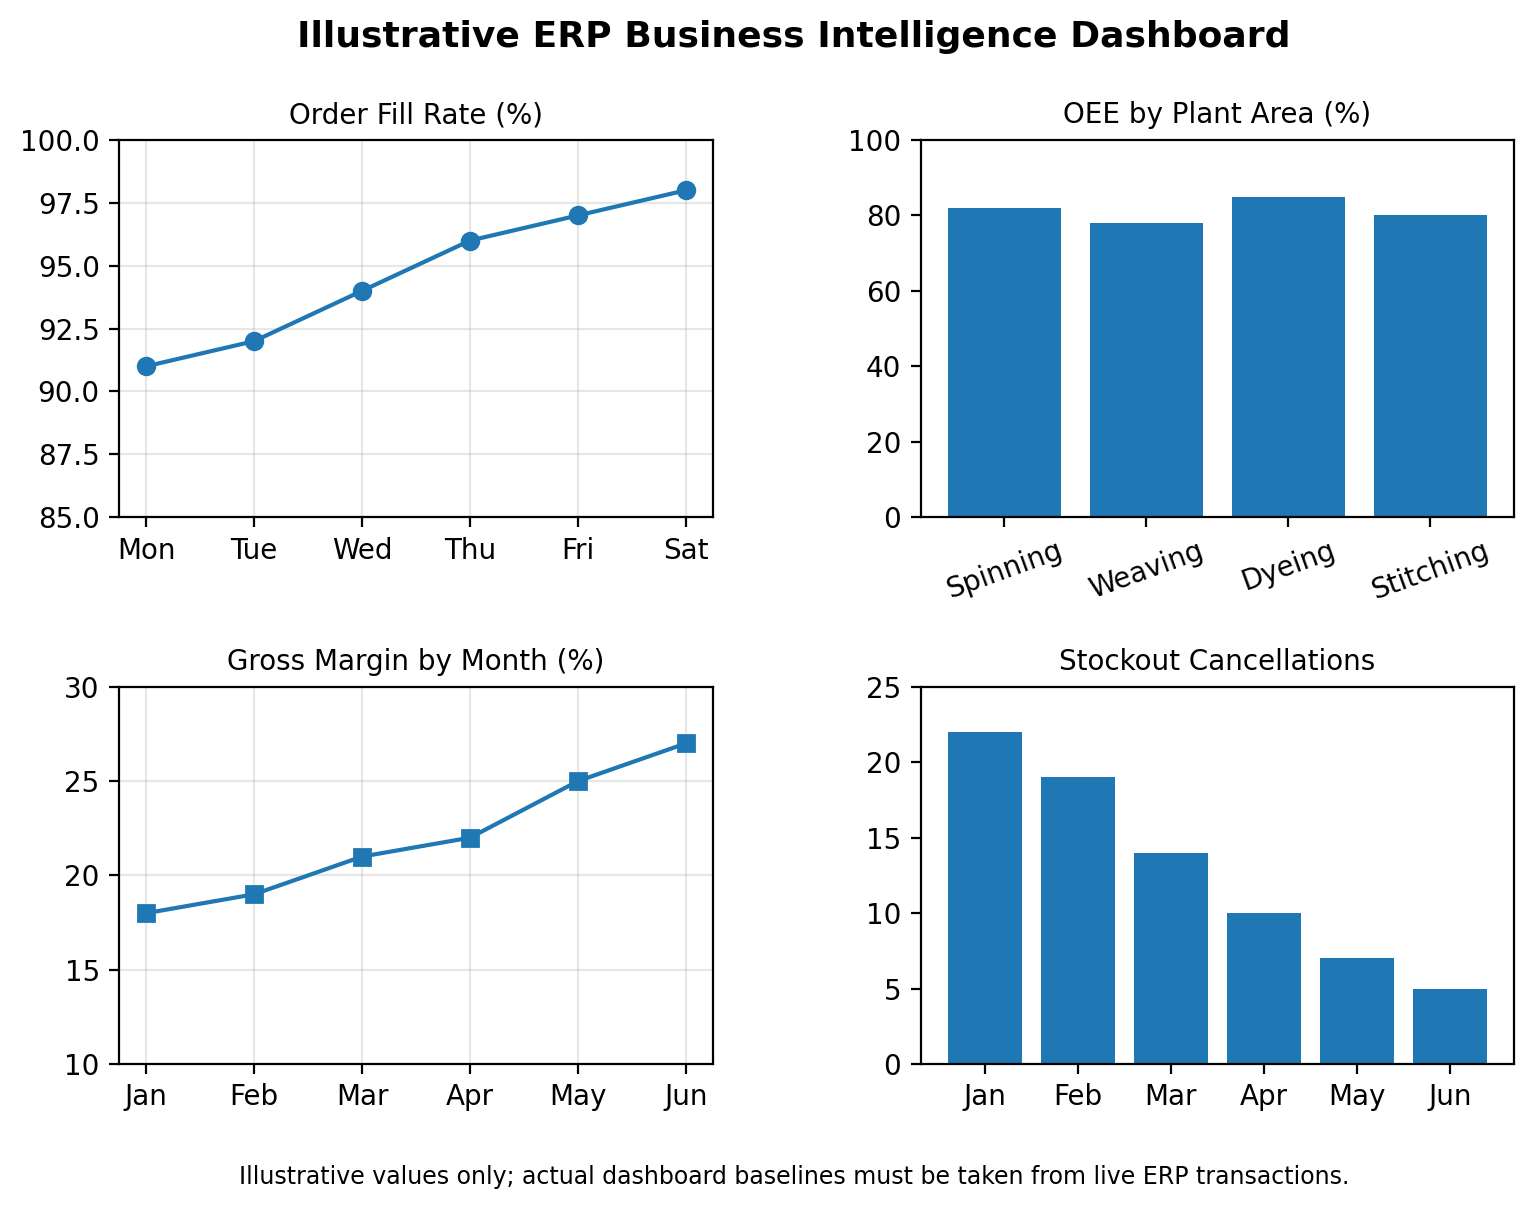 Illustrative ERP Business Intelligence Dashboard
Order Fill Rate (%)
100.0
97.5
95.0
92.5
90.0
87.5
85.0
Mon Tue Wed Thu Fri Sat
OEE by Plant Area (%)
100
80
60
40
20
0
Spinning Weaving Dyeing Stitching
Gross Margin by Month (%)
30
25
20
15
10
Jan Feb Mar Apr May Jun
Stockout Cancellations
25
20
15
10
5
0
Jan Feb Mar Apr May Jun
Illustrative values only; actual dashboard baselines must be taken from live ERP transactions.